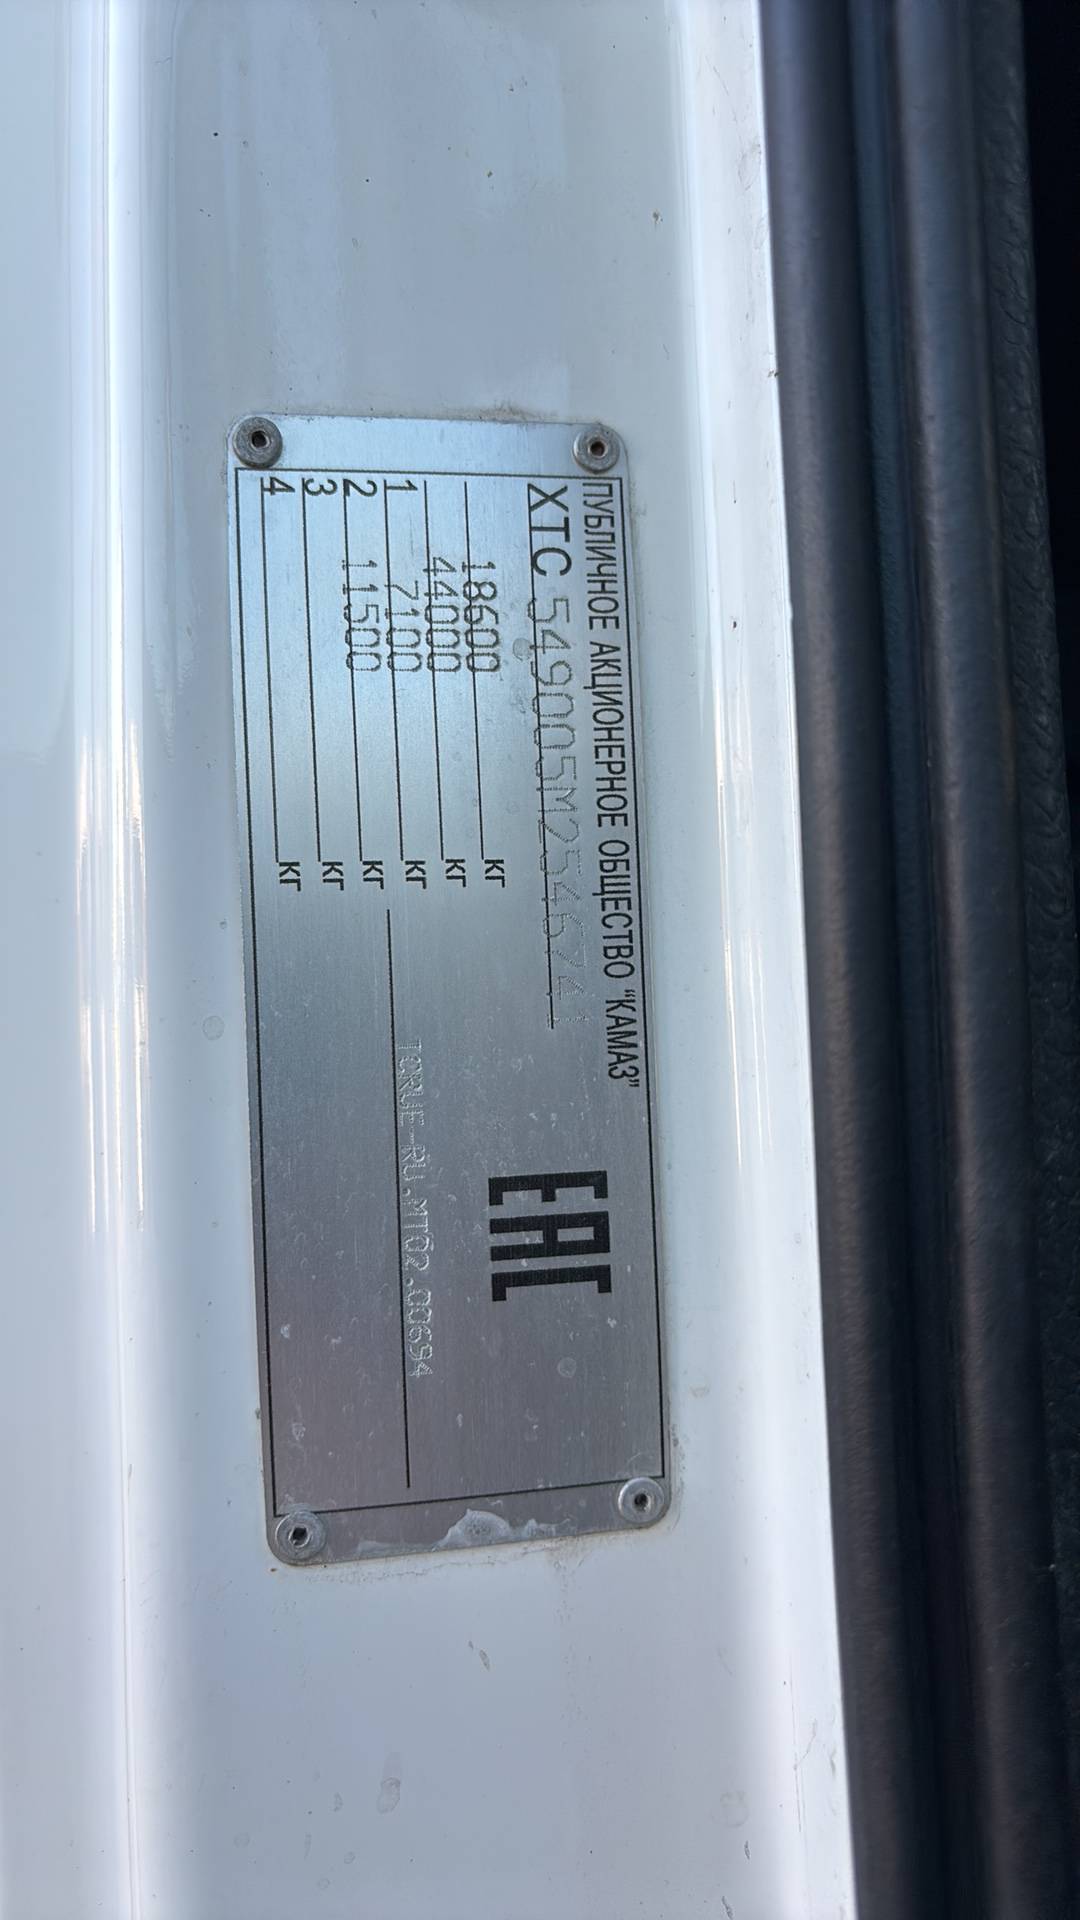 ПУБЛИЧНОЕ АКЦИОНЕРНОЕ ОБЩЕСТВО “КАМАЗ”
XTC 549005M2546741
EAC
18600 кг
44000 кг
1 7100 кг
2 11500 кг
TCRUE-RU.MT02.00694
3 кг
4 кг